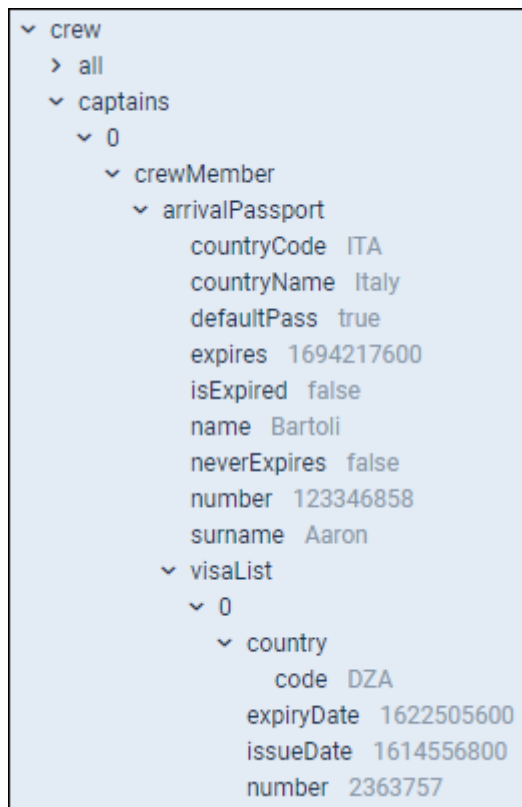 crew
all
captains
0
crewMember
arrivalPassport
countryCode ITA
countryName Italy
defaultPass true
expires 1694217600
isExpired false
name Bartoli
neverExpires false
number 123346858
surname Aaron
visaList
0
country
code DZA
expiryDate 1622505600
issueDate 1614556800
number 2363757